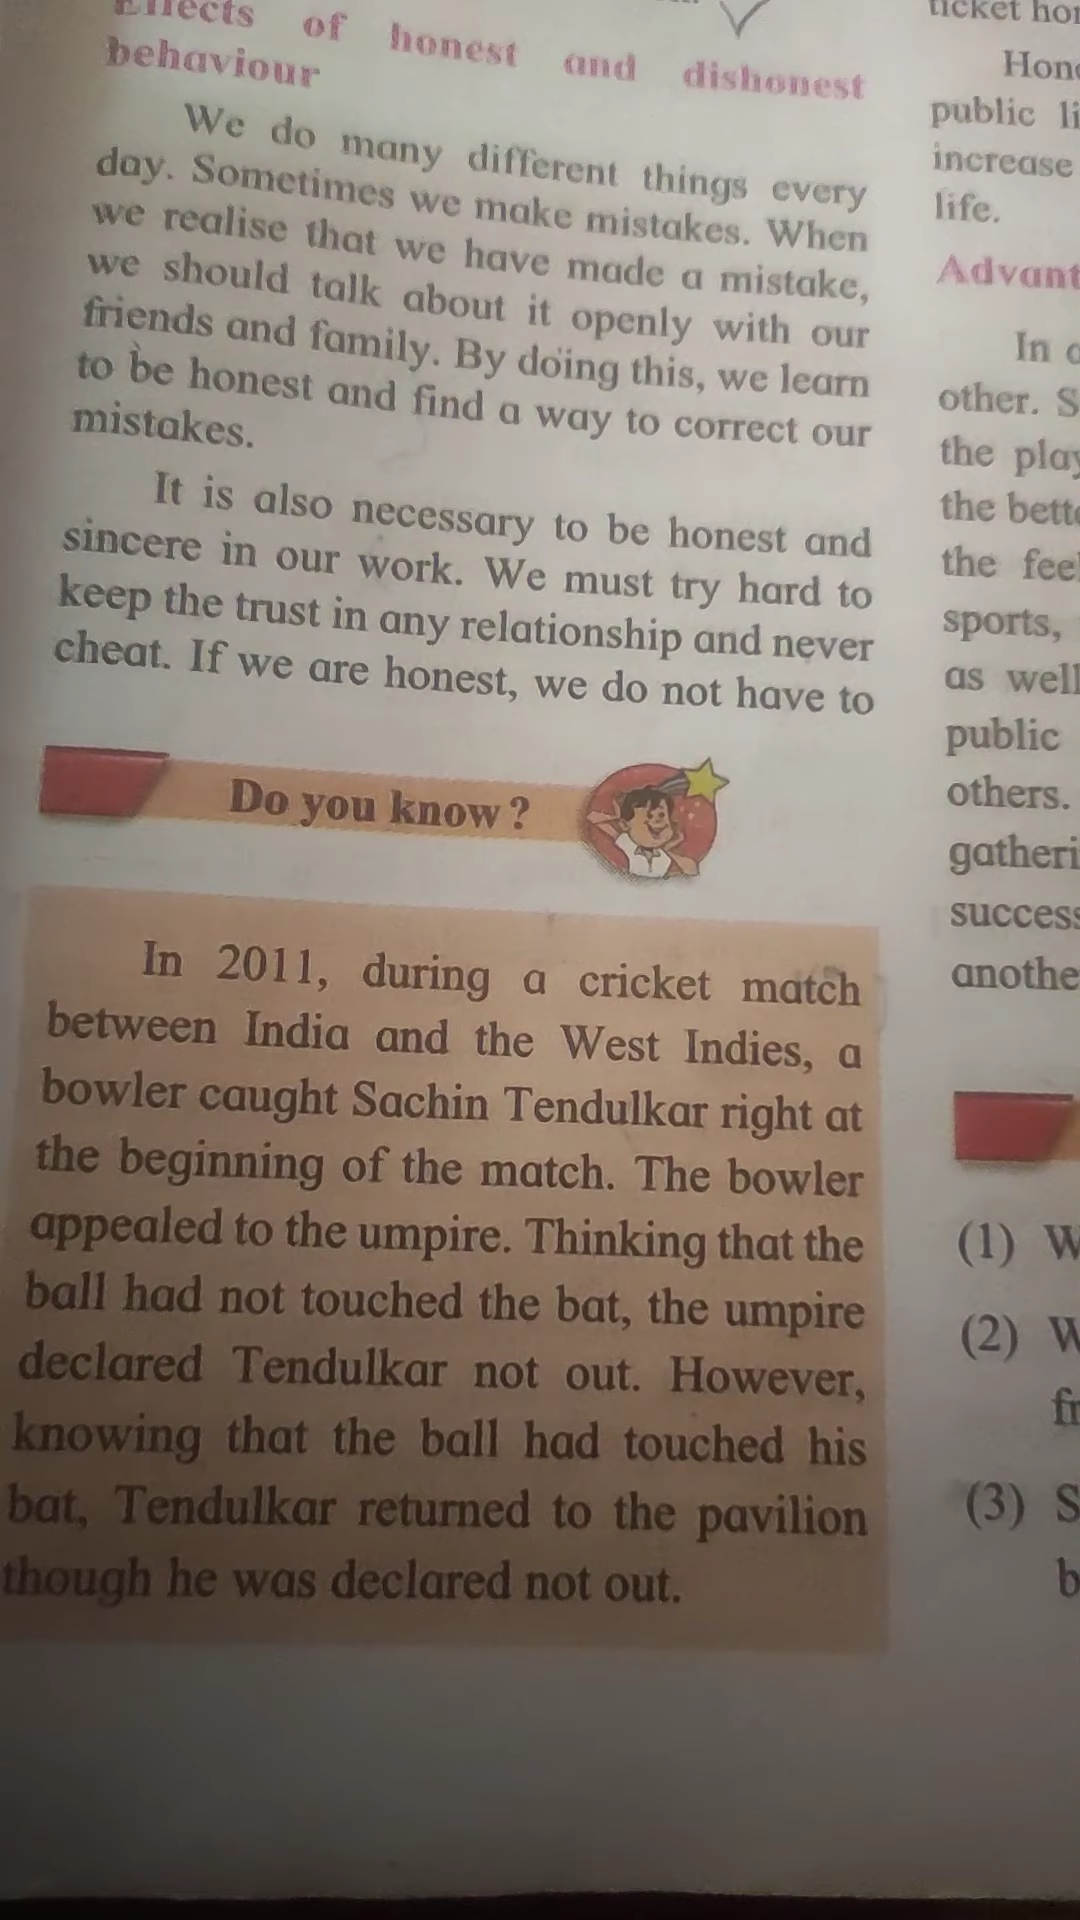 Effects of honest and dishonest
behaviour
We do many different things every
day. Sometimes we make mistakes. When
we realise that we have made a mistake,
we should talk about it openly with our
friends and family. By doing this, we learn
to be honest and find a way to correct our
mistakes.
It is also necessary to be honest and
sincere in our work. We must try hard to
keep the trust in any relationship and never
cheat. If we are honest, we do not have to
Do you know?
In 2011, during a cricket match
between India and the West Indies, a
bowler caught Sachin Tendulkar right at
the beginning of the match. The bowler
appealed to the umpire. Thinking that the
ball had not touched the bat, the umpire
declared Tendulkar not out. However,
knowing that the ball had touched his
bat, Tendulkar returned to the pavilion
though he was declared not out.
ticket
public
increase
life.
In
other.
the
the
the
sports,
as well
public
others.
(1)
(2)
(3)